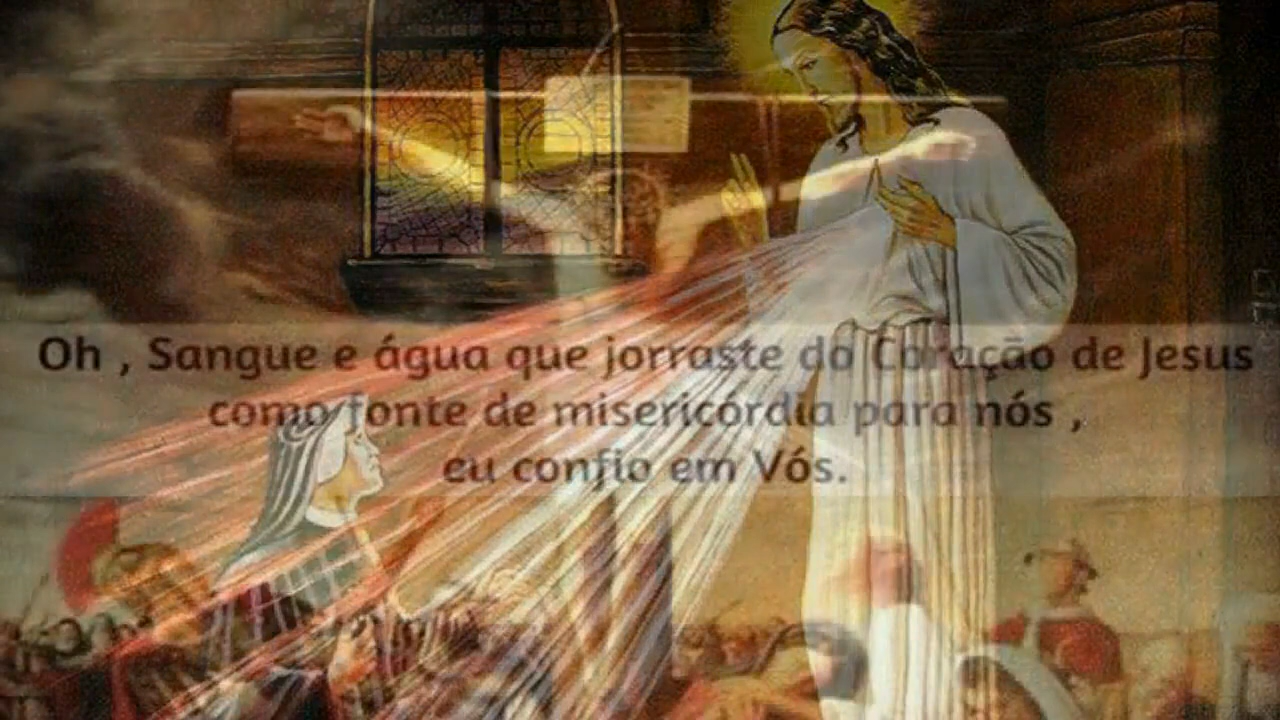 Oh , Sangue e água que jorraste do Coração de Jesus
como fonte de misericórdia para nós ,
eu confio em Vós.